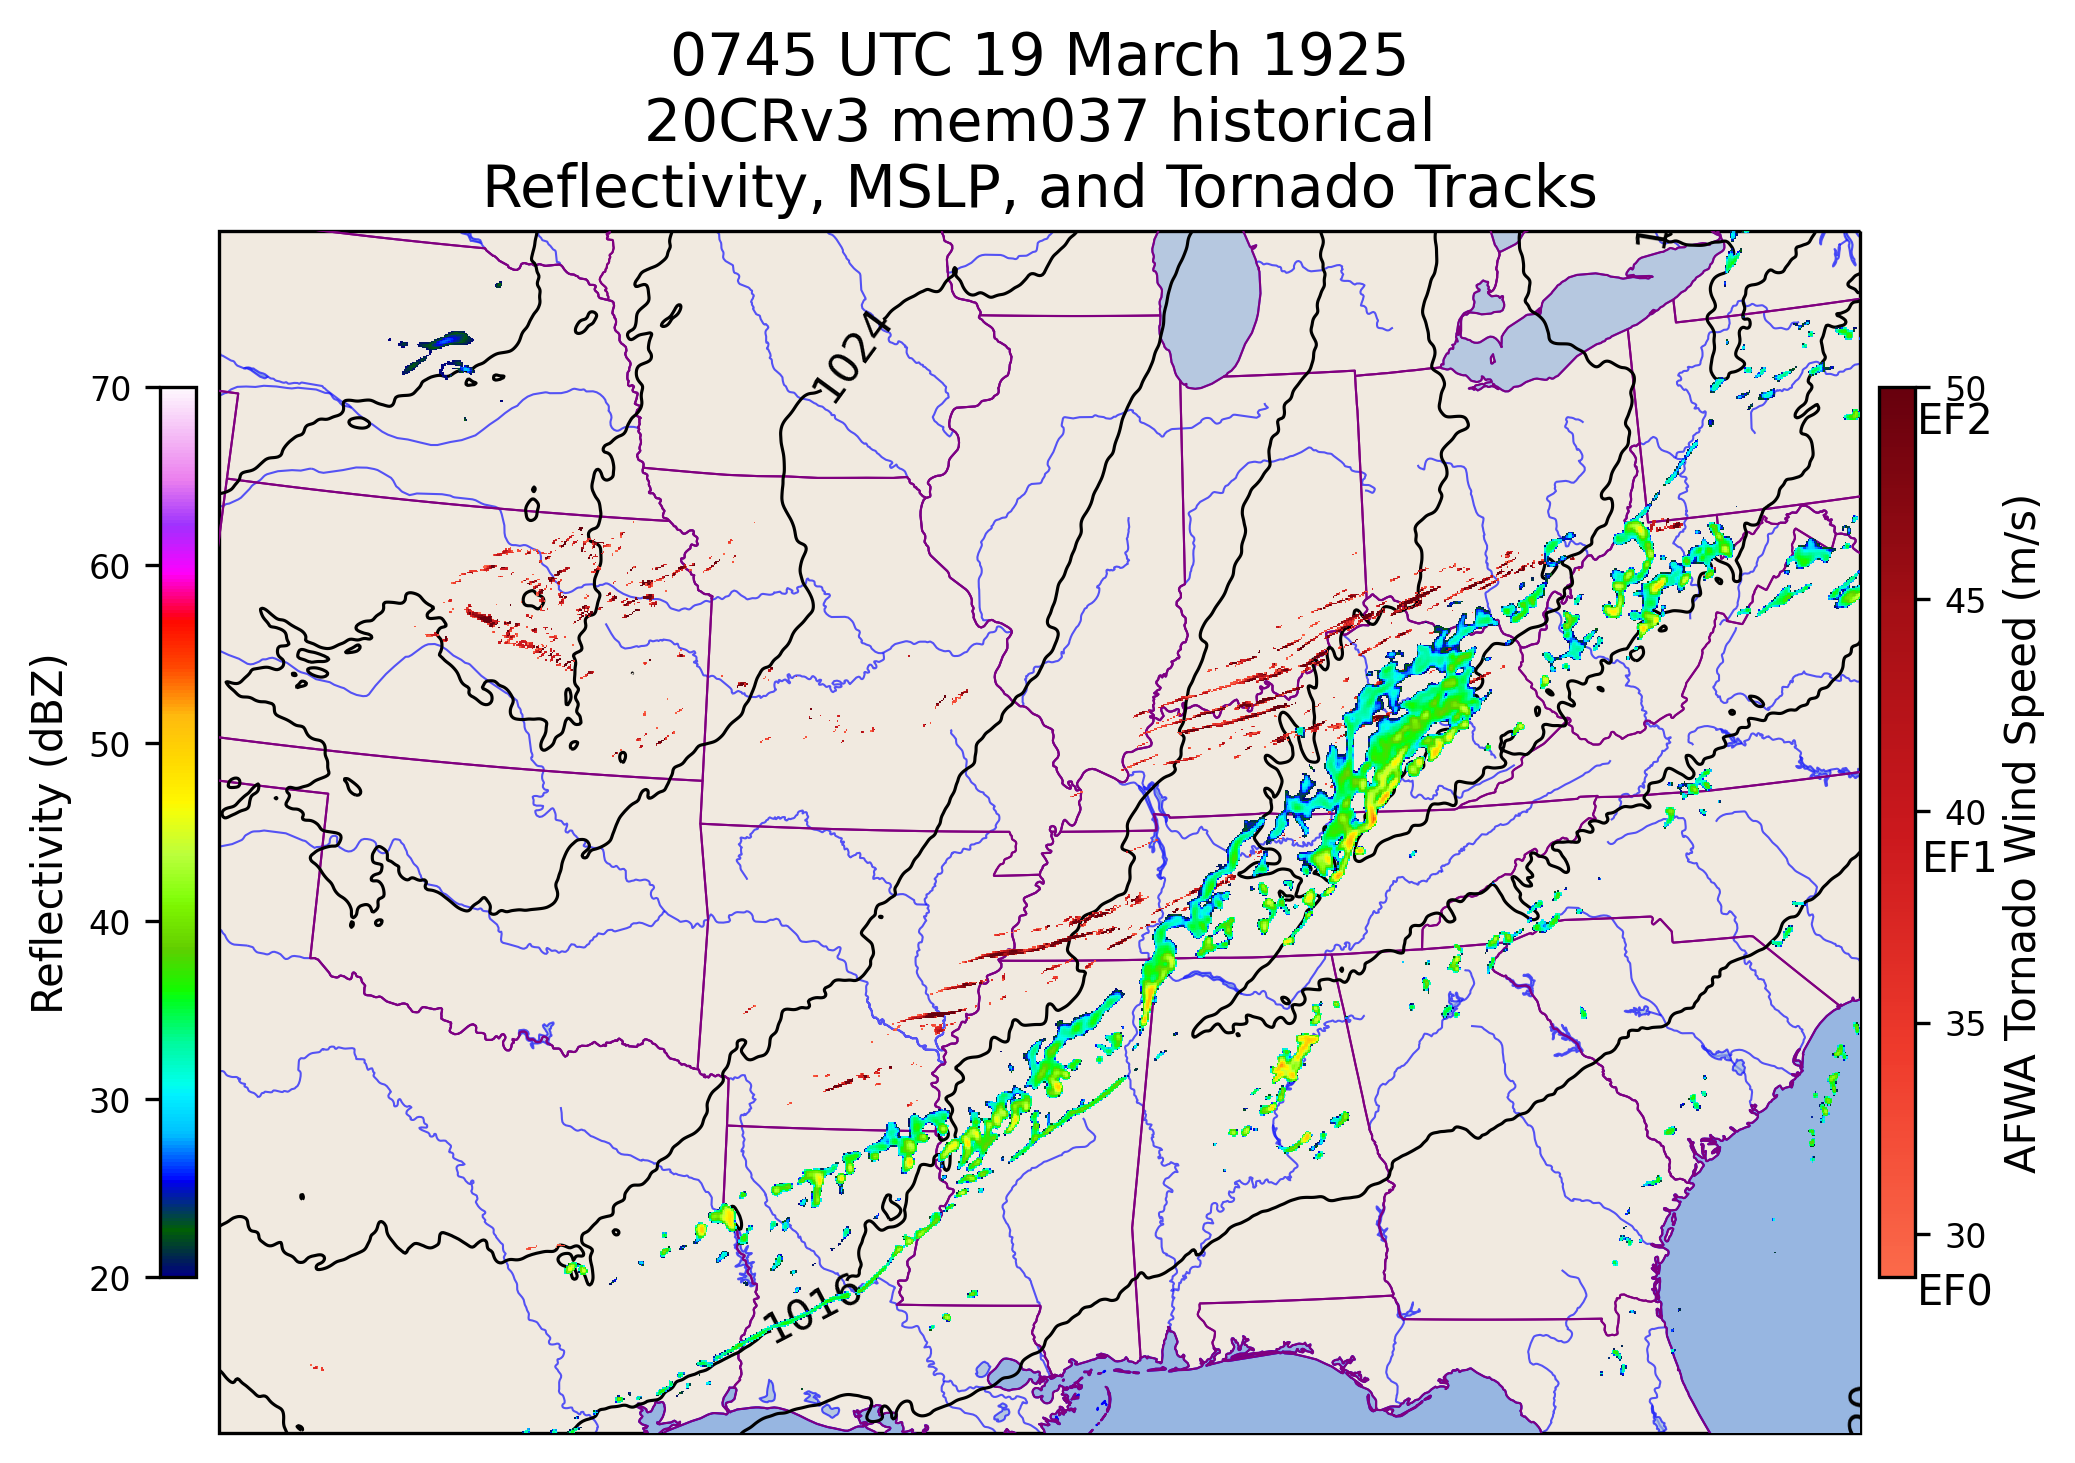 0745 UTC 19 March 1925
20CRv3 mem037 historical
Reflectivity, MSLP, and Tornado Tracks
1024
1016
Reflectivity (dBZ)
70
60
50
40
30
20
50
EF2
45
40
EF1
35
30
EF0
AFWA Tornado Wind Speed (m/s)